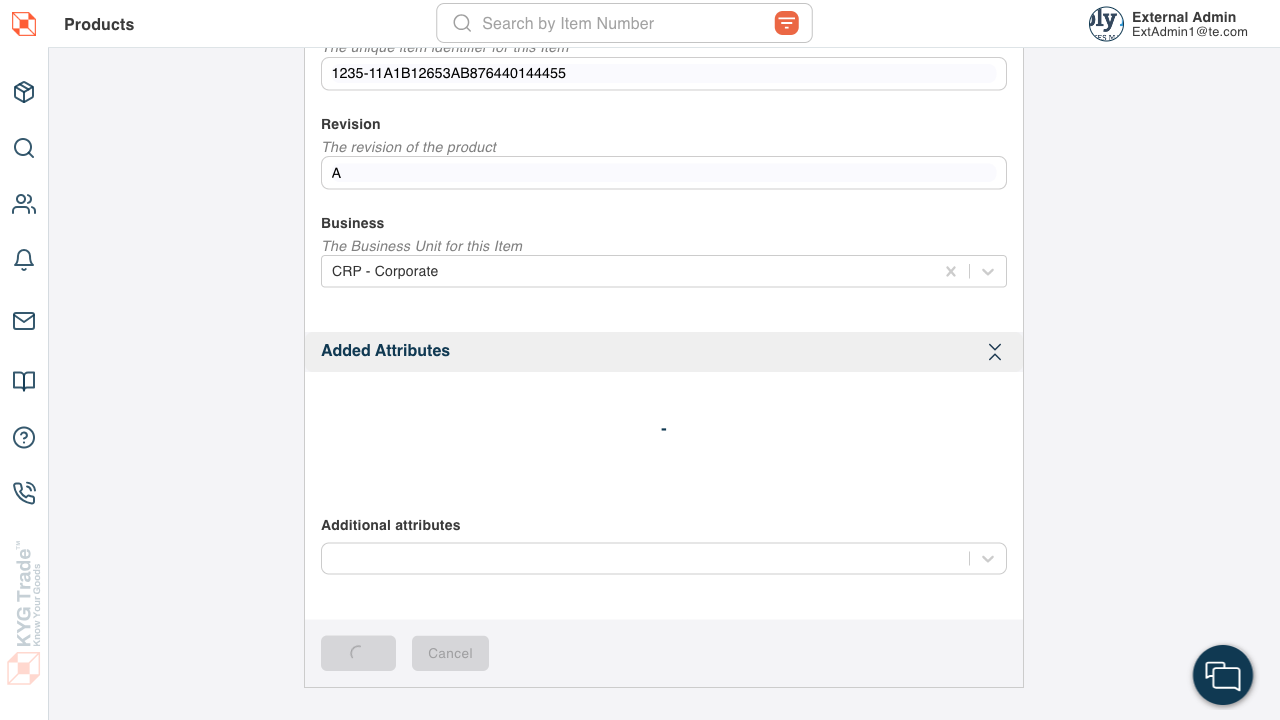 Products
Search by Item Number
ly.
ES M
External Admin
ExtAdmin1@te.com
The unique item identifier for this item
1235-11A1B12653AB876440144455
Revision
The revision of the product
A
Business
The Business Unit for this Item
CRP - Corporate
Added Attributes
-
Additional attributes
Cancel
KYG Trade™
Know Your Goods